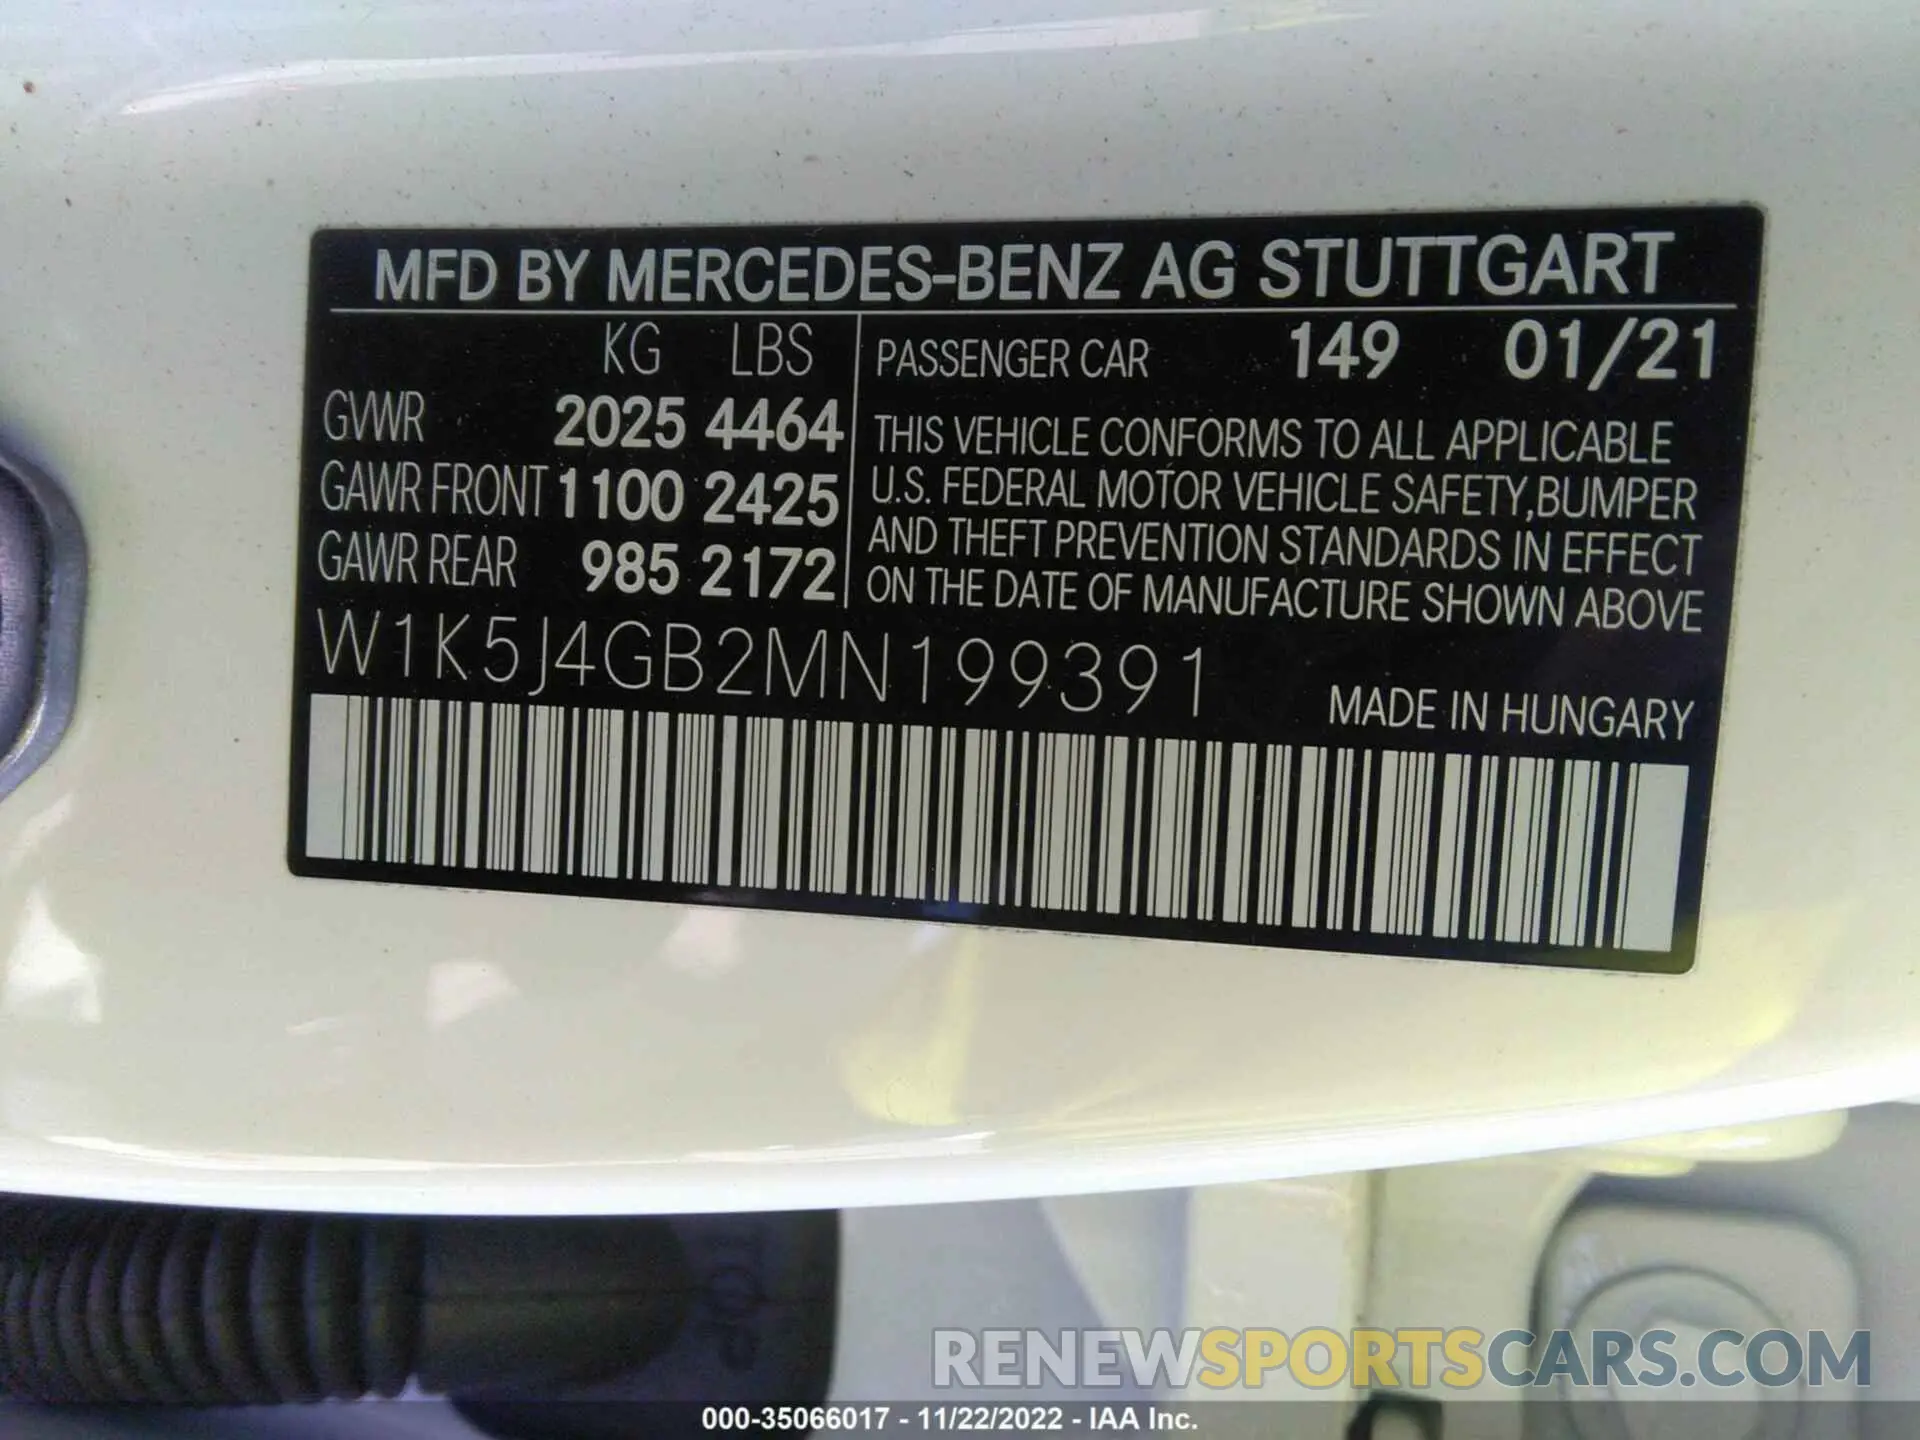 MFD BY MERCEDES-BENZ AG STUTTGART
KG LBS
GVWR 2025 4464
GAWR FRONT 1100 2425
GAWR REAR 985 2172
PASSENGER CAR 149 01/21
THIS VEHICLE CONFORMS TO ALL APPLICABLE
U.S. FEDERAL MOTOR VEHICLE SAFETY,BUMPER
AND THEFT PREVENTION STANDARDS IN EFFECT
ON THE DATE OF MANUFACTURE SHOWN ABOVE
W1K5J4GB2MN199391
MADE IN HUNGARY
TOP
RENEWSPORTSCARS.COM
000-35066017 - 11/22/2022 - IAA Inc.